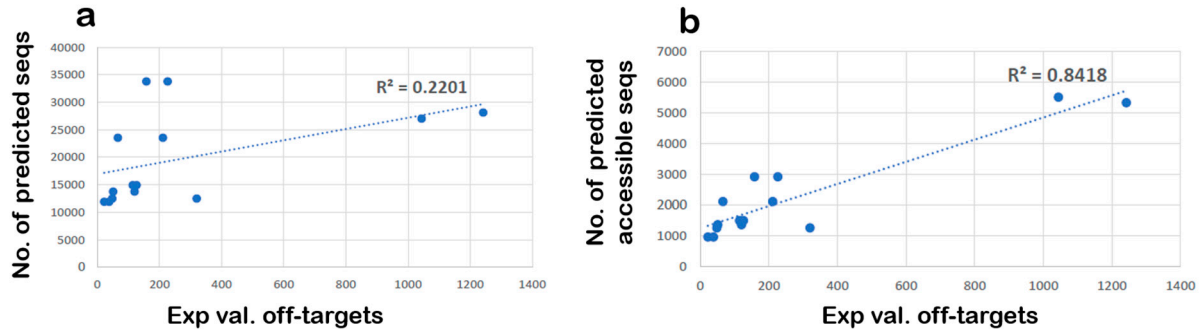 a
No. of predicted seqs
40000
35000
30000
25000
20000
15000
10000
5000
0
R² = 0.2201
0 200 400 600 800 1000 1200 1400
Exp val. off-targets
b
No. of predicted
accessible seqs
7000
6000
5000
4000
3000
2000
1000
0
R² = 0.8418
0 200 400 600 800 1000 1200 1400
Exp val. off-targets